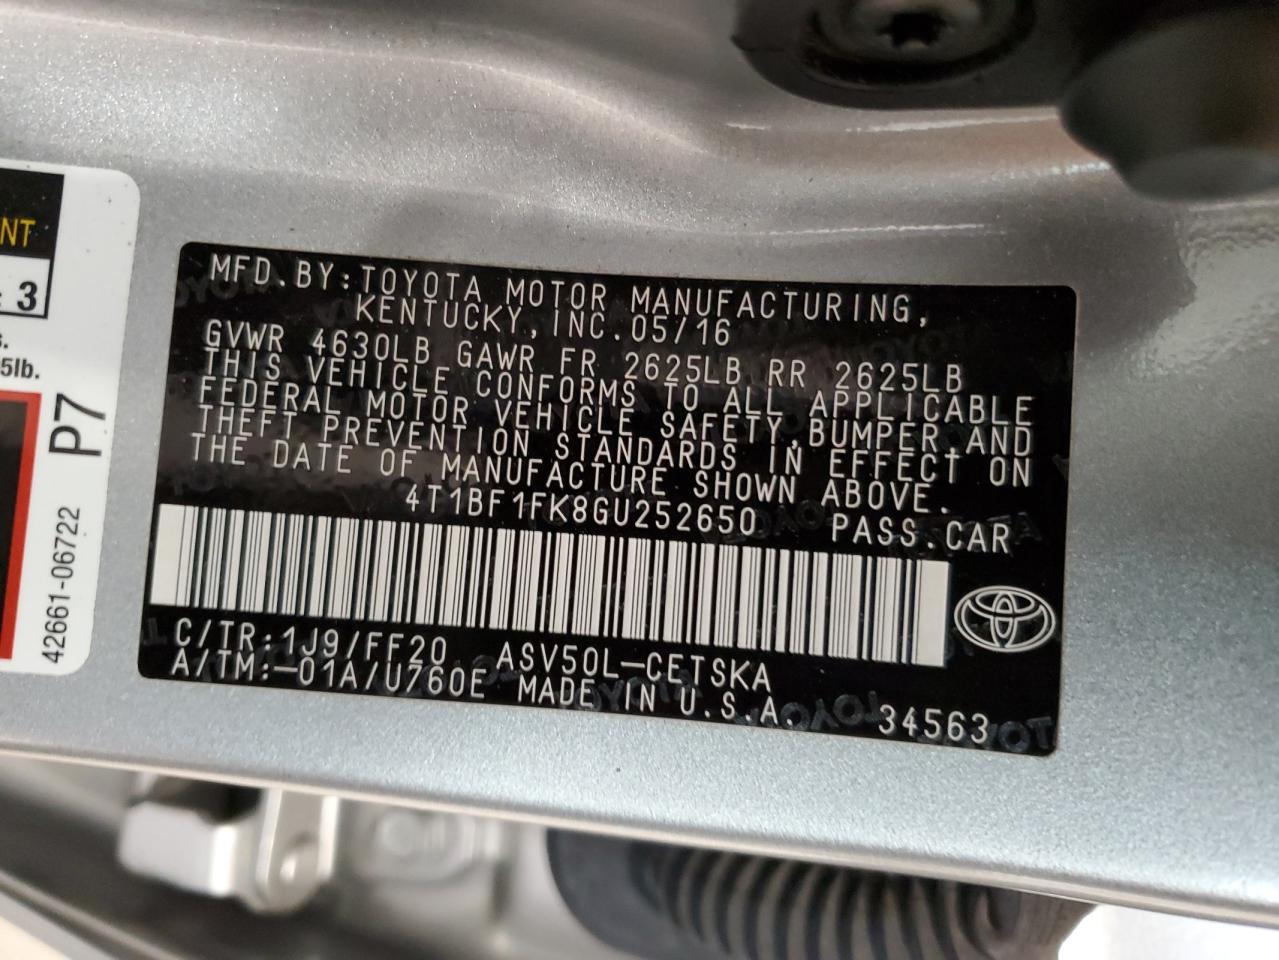 NT
3
5lb.
P7
42661-06722
MFD.BY:TOYOTA MOTOR MANUFACTURING,
KENTUCKY,INC.05/16
GVWR 4630LB GAWR FR 2625LB RR 2625LB
THIS VEHICLE CONFORMS TO ALL APPLICABLE
FEDERAL MOTOR VEHICLE SAFETY,BUMPER AND
THEFT PREVENTION STANDARDS IN EFFECT ON
THE DATE OF MANUFACTURE SHOWN ABOVE.
4T1BF1FK8GU252650 PASS.CAR
C/TR:1J9/FF20 ASV50L-CETSKA
A/TM:-01A/U760E MADE IN U.S.A. 34563